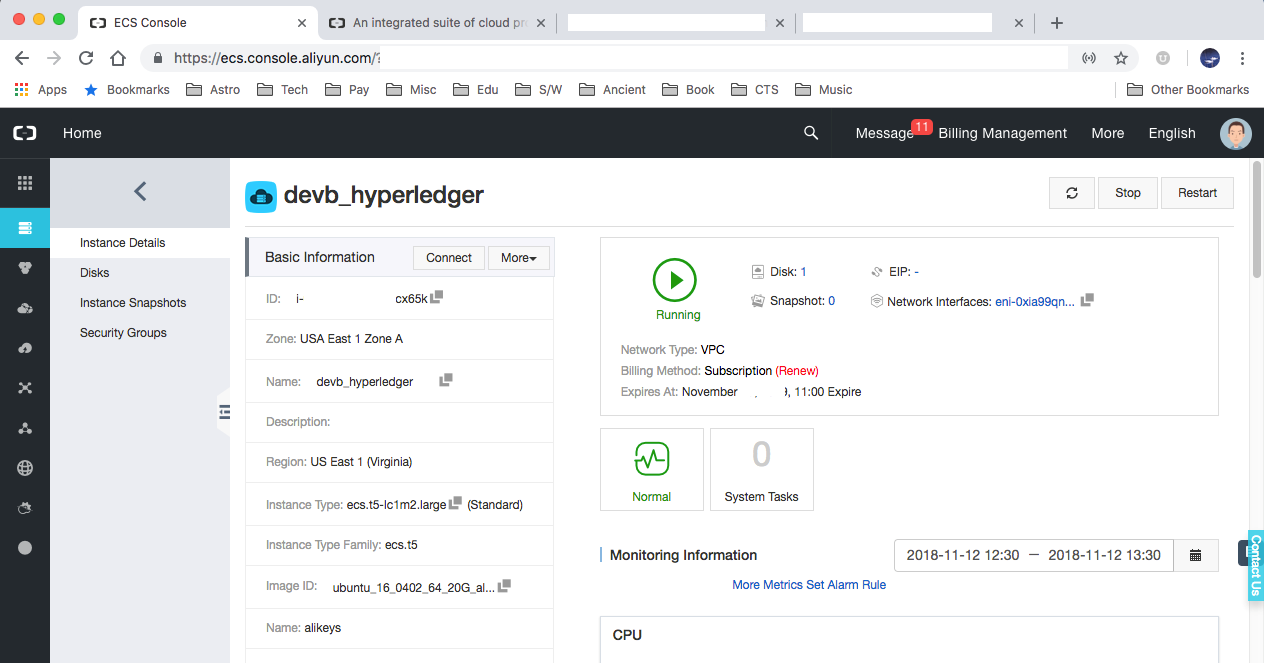 ECS Console
An integrated suite of cloud pr
https://ecs.console.aliyun.com/?
Apps Bookmarks Astro Tech Pay Misc Edu S/W Ancient Book CTS Music Other Bookmarks
Home Message 11 Billing Management More English
devb_hyperledger
Stop Restart
Instance Details
Disks
Instance Snapshots
Security Groups
Basic Information Connect More
ID: i- cx65k
Zone: USA East 1 Zone A
Name: devb_hyperledger
Description:
Region: US East 1 (Virginia)
Instance Type: ecs.t5-lc1m2.large (Standard)
Instance Type Family: ecs.t5
Image ID: ubuntu_16_0402_64_20G_al...
Name: alikeys
Running
Disk: 1 EIP: -
Snapshot: 0 Network Interfaces: eni-0xia99qn...
Network Type: VPC
Billing Method: Subscription (Renew)
Expires At: November , 11:00 Expire
Normal
0
System Tasks
Monitoring Information 2018-11-12 12:30 — 2018-11-12 13:30
More Metrics Set Alarm Rule
CPU
Contact Us